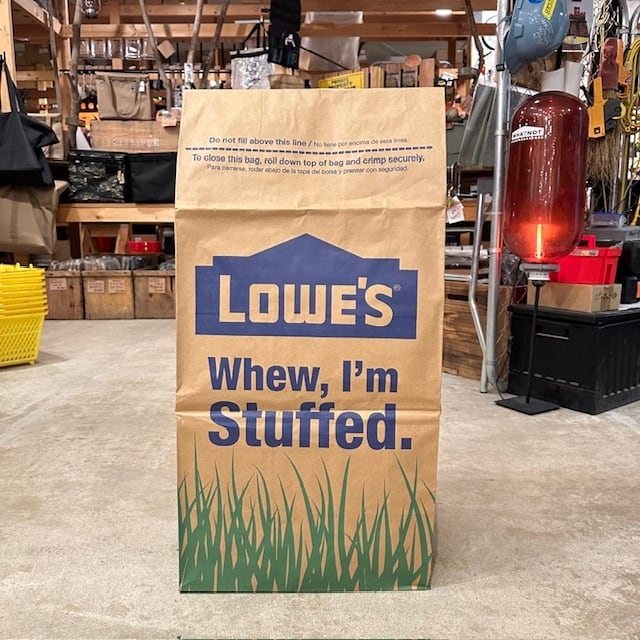 Do not fill above this line / No llene por encima de esta linea.
To close this bag, roll down top of bag and crimp securely.
Para cerrarse, rodar abajo de la tapa del bolsa y prensar con seguridad.
LOWE'S®
Whew, I'm
Stuffed.
WHATNOT